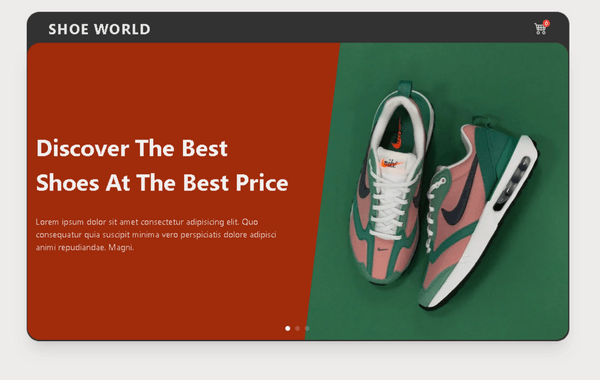 SHOE WORLD
0
Discover The Best
Shoes At The Best Price
Lorem ipsum dolor sit amet consectetur adipisicing elit. Quo
consequatur quia suscipit minima vero perspiciatis dolore adipisci
animi repudiandae. Magni.